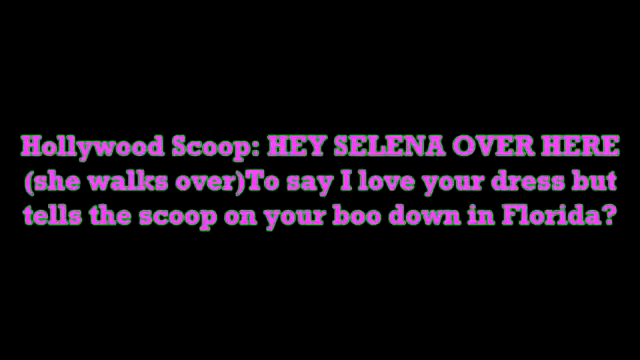 Hollywood Scoop: HEY SELENA OVER HERE
(she walks over)To say I love your dress but
tells the scoop on your boo down in Florida?